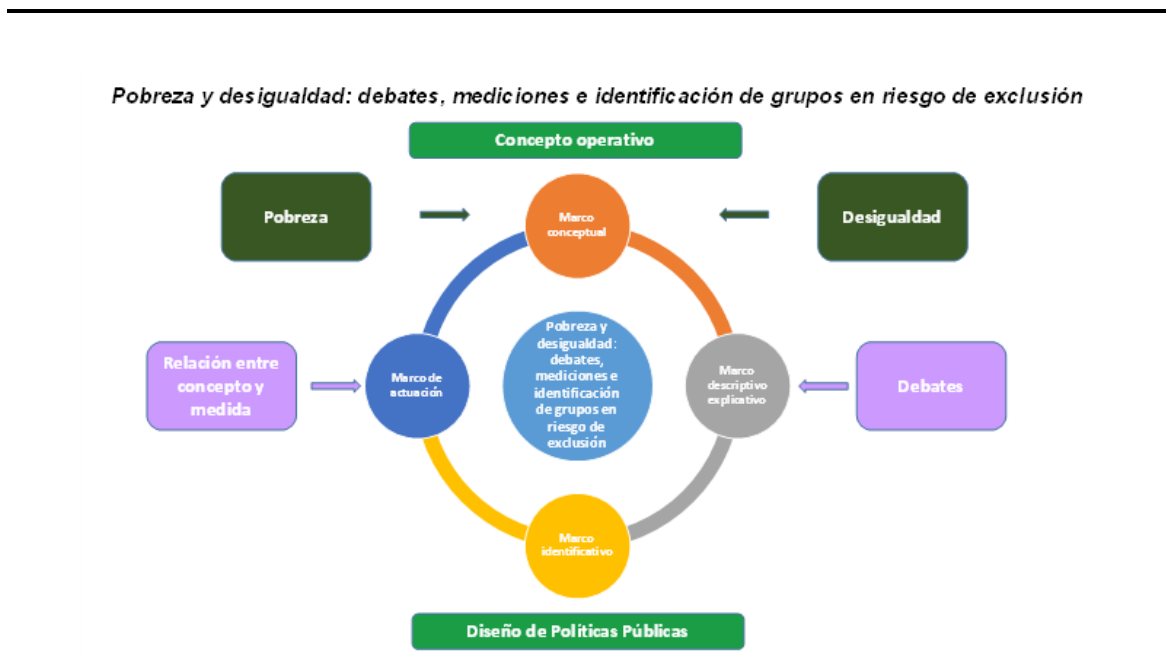 Pobreza y desigualdad: debates, mediciones e identificación de grupos en riesgo de exclusión
Concepto operativo
Pobreza
Marco
conceptual
Desigualdad
Relación entre
concepto y
medida
Marco de
actuación
Pobreza y
desigualdad:
debates,
mediciones e
identificación
de grupos en
riesgo de
exclusión
Marco
descriptivo
explicativo
Debates
Marco
identificativo
Diseño de Políticas Públicas